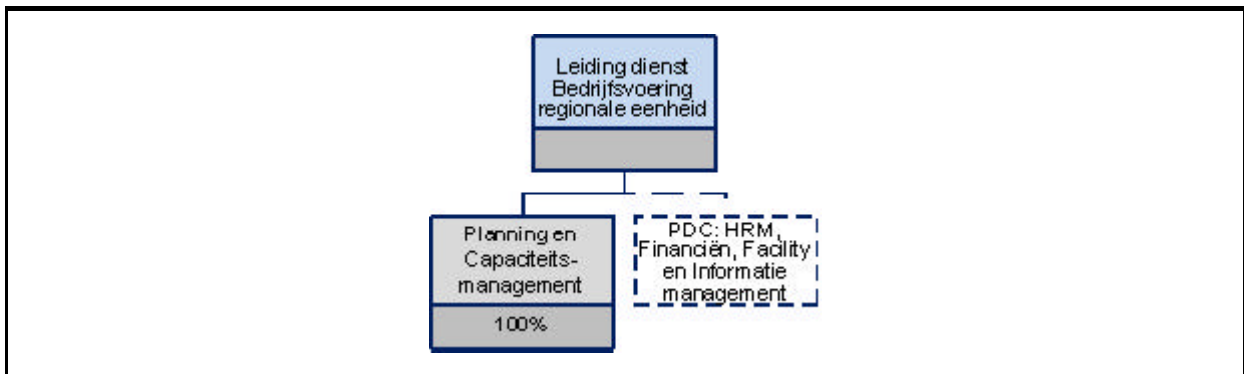 Leiding dienst
Bedrijfsvoering
regionale eenheid
Planning en
Capaciteits-
management
100%
PDC: HRM,
Financiën, Facility
en Informatie
management